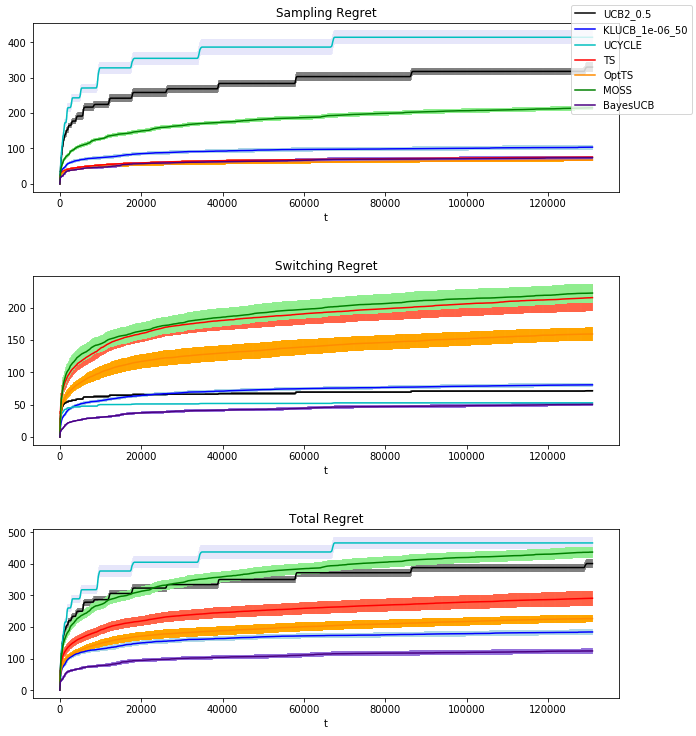 Sampling Regret
UCB2_0.5
KLUCB_1e-06_50
UCYCLE
TS
OptTS
MOSS
BayesUCB
400
300
200
100
0
0 20000 40000 60000 80000 100000 120000
t
Switching Regret
200
150
100
50
0
0 20000 40000 60000 80000 100000 120000
t
Total Regret
500
400
300
200
100
0
0 20000 40000 60000 80000 100000 120000
t